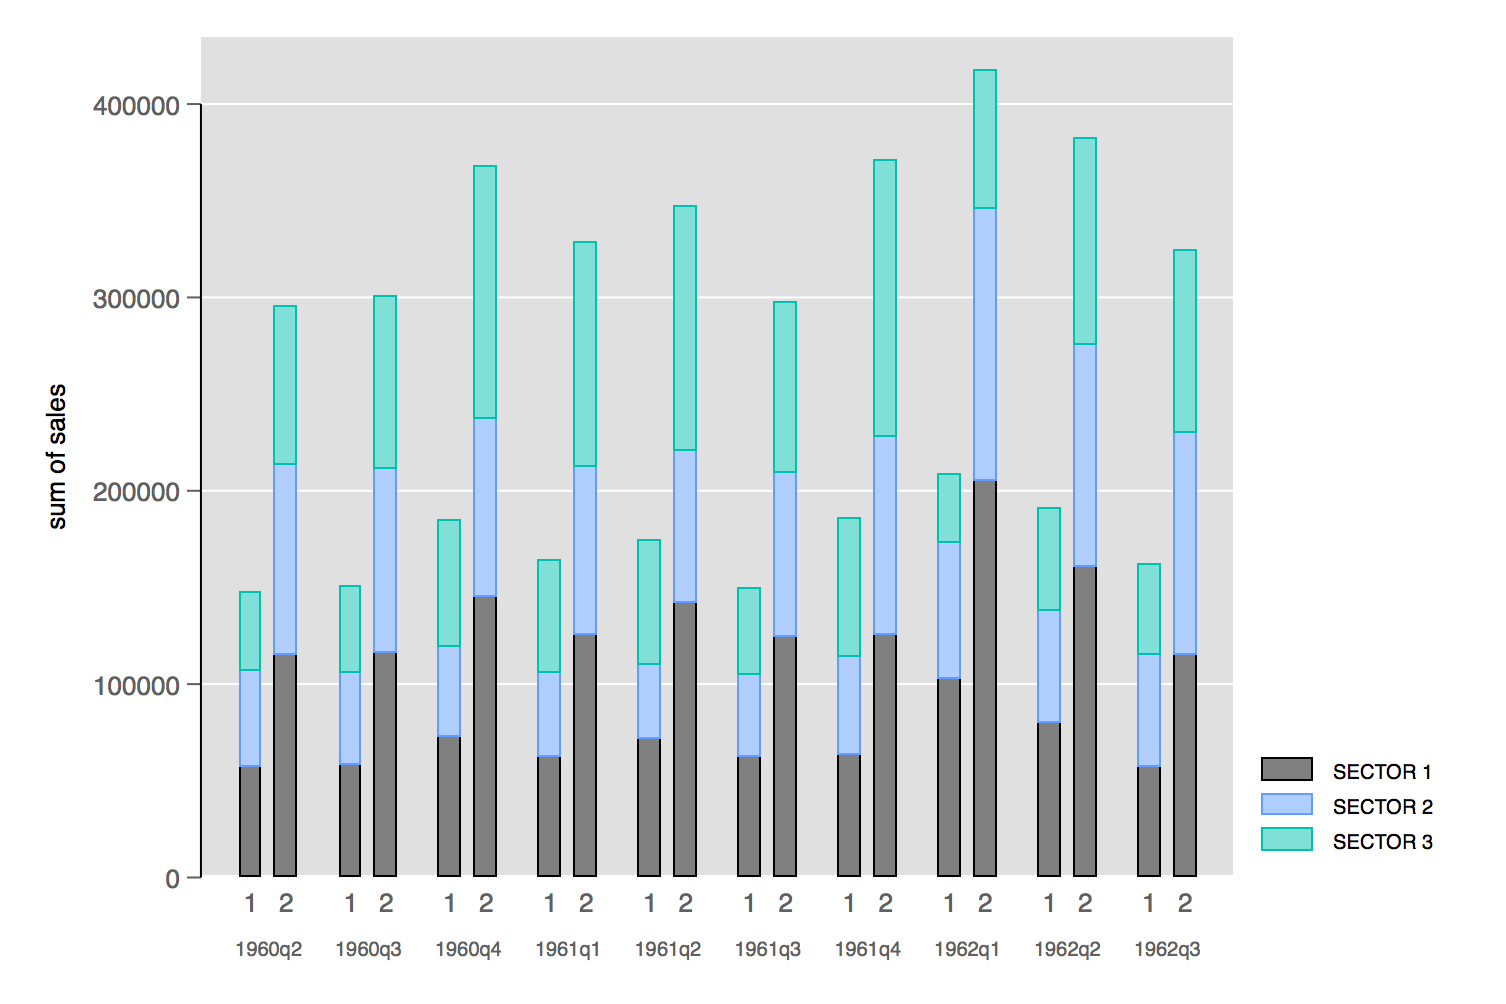 sum of sales
400000
300000
200000
100000
0
1 2 1 2 1 2 1 2 1 2 1 2 1 2 1 2 1 2 1 2
1960q2 1960q3 1960q4 1961q1 1961q2 1961q3 1961q4 1962q1 1962q2 1962q3
SECTOR 1
SECTOR 2
SECTOR 3